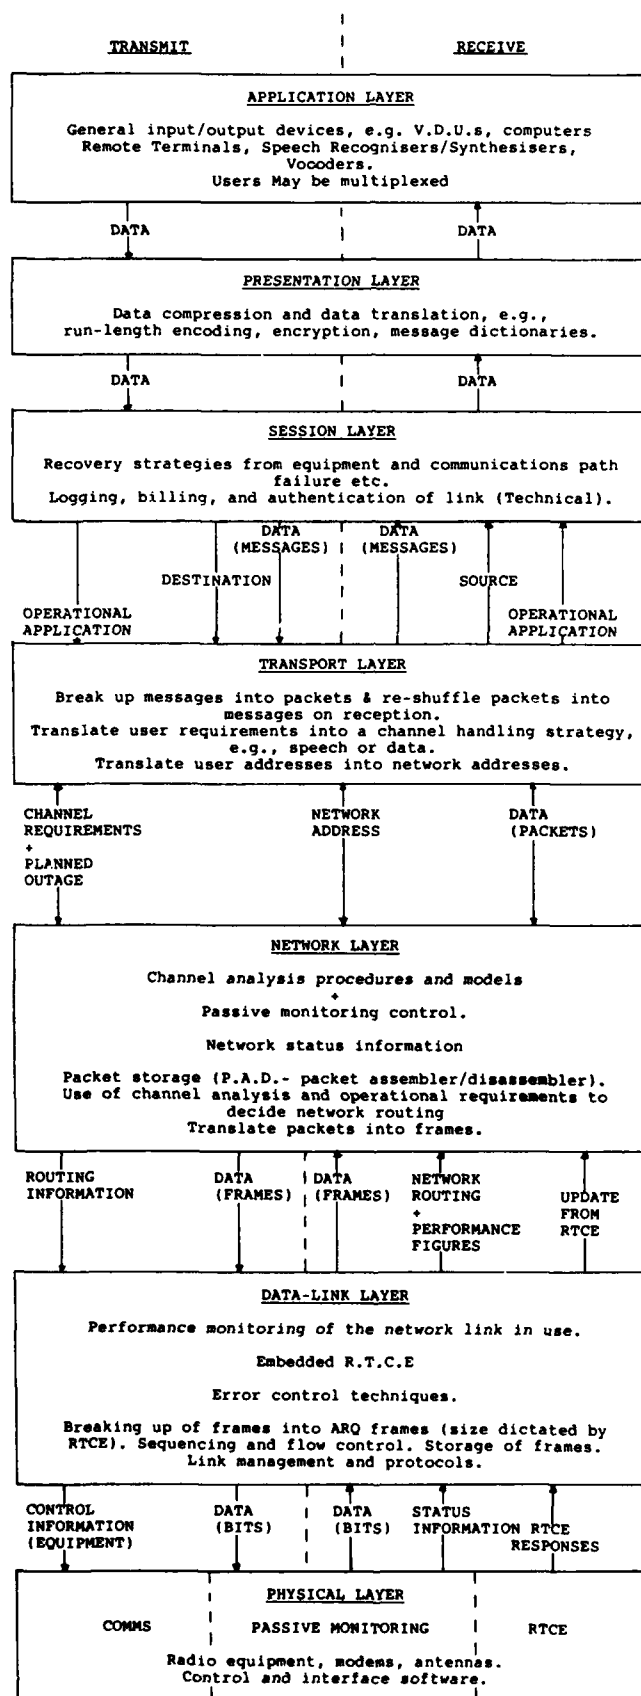 TRANSMIT RECEIVE
APPLICATION LAYER
General input/output devices, e.g. V.D.U.s, computers
Remote Terminals, Speech Recognisers/Synthesisers,
Vocoders.
Users May be multiplexed
DATA DATA
PRESENTATION LAYER
Data compression and data translation, e.g.,
run-length encoding, encryption, message dictionaries.
DATA DATA
SESSION LAYER
Recovery strategies from equipment and communications path
failure etc.
Logging, billing, and authentication of link (Technical).
DATA DATA
(MESSAGES) (MESSAGES)
DESTINATION SOURCE
OPERATIONAL OPERATIONAL
APPLICATION APPLICATION
TRANSPORT LAYER
Break up messages into packets & re-shuffle packets into
messages on reception.
Translate user requirements into a channel handling strategy,
e.g., speech or data.
Translate user addresses into network addresses.
CHANNEL NETWORK DATA
REQUIREMENTS ADDRESS (PACKETS)
+
PLANNED
OUTAGE
NETWORK LAYER
Channel analysis procedures and models
+
Passive monitoring control.
Network status information
Packet storage (P.A.D.- packet assembler/disassembler).
Use of channel analysis and operational requirements to
decide network routing
Translate packets into frames.
ROUTING DATA DATA NETWORK UPDATE
INFORMATION (FRAMES) (FRAMES) ROUTING FROM
+ RTCE
PERFORMANCE
FIGURES
DATA-LINK LAYER
Performance monitoring of the network link in use.
Embedded R.T.C.E
Error control techniques.
Breaking up of frames into ARQ frames (size dictated by
RTCE). Sequencing and flow control. Storage of frames.
Link management and protocols.
CONTROL DATA DATA STATUS
INFORMATION (BITS) (BITS) INFORMATION RTCE
(EQUIPMENT) RESPONSES
PHYSICAL LAYER
COMMS PASSIVE MONITORING RTCE
Radio equipment, modems, antennas.
Control and interface software.